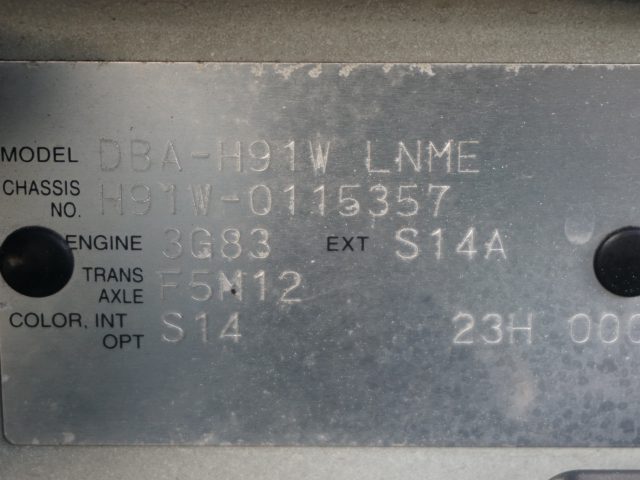 MODEL DBA-H91W LNME
CHASSIS NO. H91W-0115357
ENGINE 3G83 EXT S14A
TRANS AXLE F5M12
COLOR, INT OPT S14 23H 000